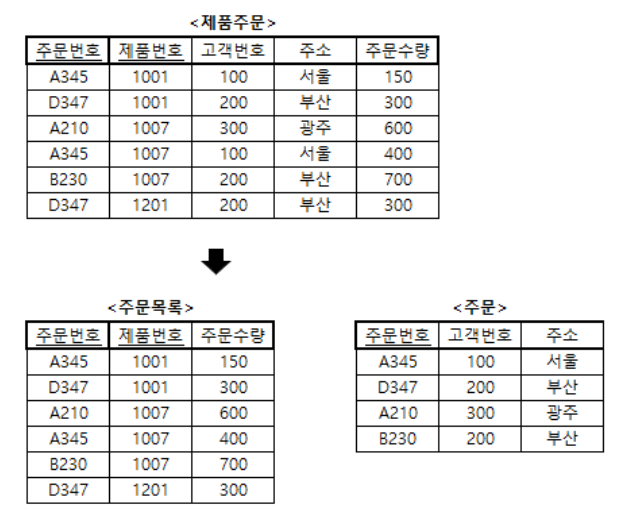 <제품주문>
주문번호 제품번호 고객번호 주소 주문수량
A345 1001 100 서울 150
D347 1001 200 부산 300
A210 1007 300 광주 600
A345 1007 100 서울 400
B230 1007 200 부산 700
D347 1201 200 부산 300
<주문목록>
주문번호 제품번호 주문수량
A345 1001 150
D347 1001 300
A210 1007 600
A345 1007 400
B230 1007 700
D347 1201 300
<주문>
주문번호 고객번호 주소
A345 100 서울
D347 200 부산
A210 300 광주
B230 200 부산